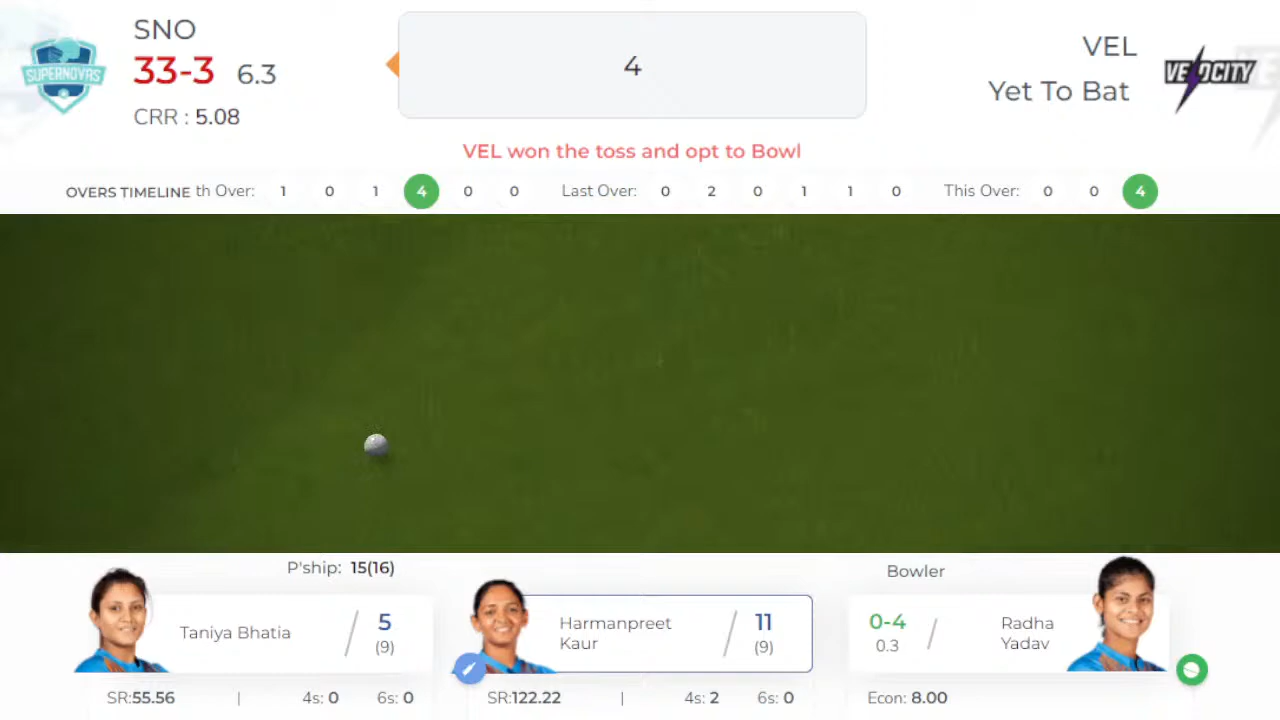 SNO
33-3 6.3
CRR : 5.08
SUPERNOVAS
4
VEL
Yet To Bat
VELOCITY
VEL won the toss and opt to Bowl
OVERS TIMELINE th Over: 1 0 1 4 0 0 Last Over: 0 2 0 1 1 0 This Over: 0 0 4
P'ship: 15(16)
Taniya Bhatia / 5
(9)
SR:55.56 | 4s: 0 6s: 0
Harmanpreet
Kaur / 11
(9)
SR:122.22 | 4s: 2 6s: 0
Bowler
0-4 / Radha
0.3 Yadav
Econ: 8.00